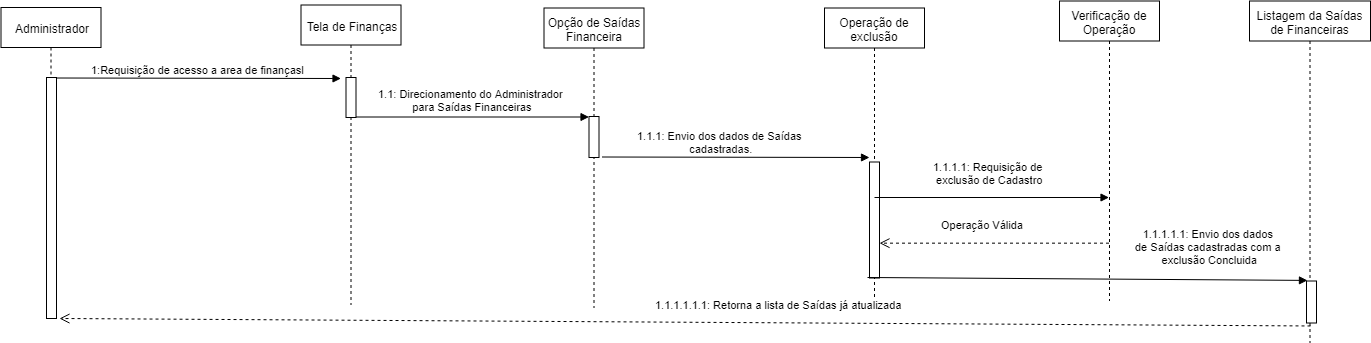 Administrador
Tela de Finanças
Opção de Saídas
Financeira
Operação de
exclusão
Verificação de
Operação
Listagem da Saídas
de Financeiras
1:Requisição de acesso a area de finançasl
1.1: Direcionamento do Administrador
para Saídas Financeiras
1.1.1: Envio dos dados de Saídas
cadastradas.
1.1.1.1: Requisição de
exclusão de Cadastro
Operação Válida
1.1.1.1.1: Envio dos dados
de Saídas cadastradas com a
exclusão Concluida
1.1.1.1.1.1: Retorna a lista de Saídas já atualizada